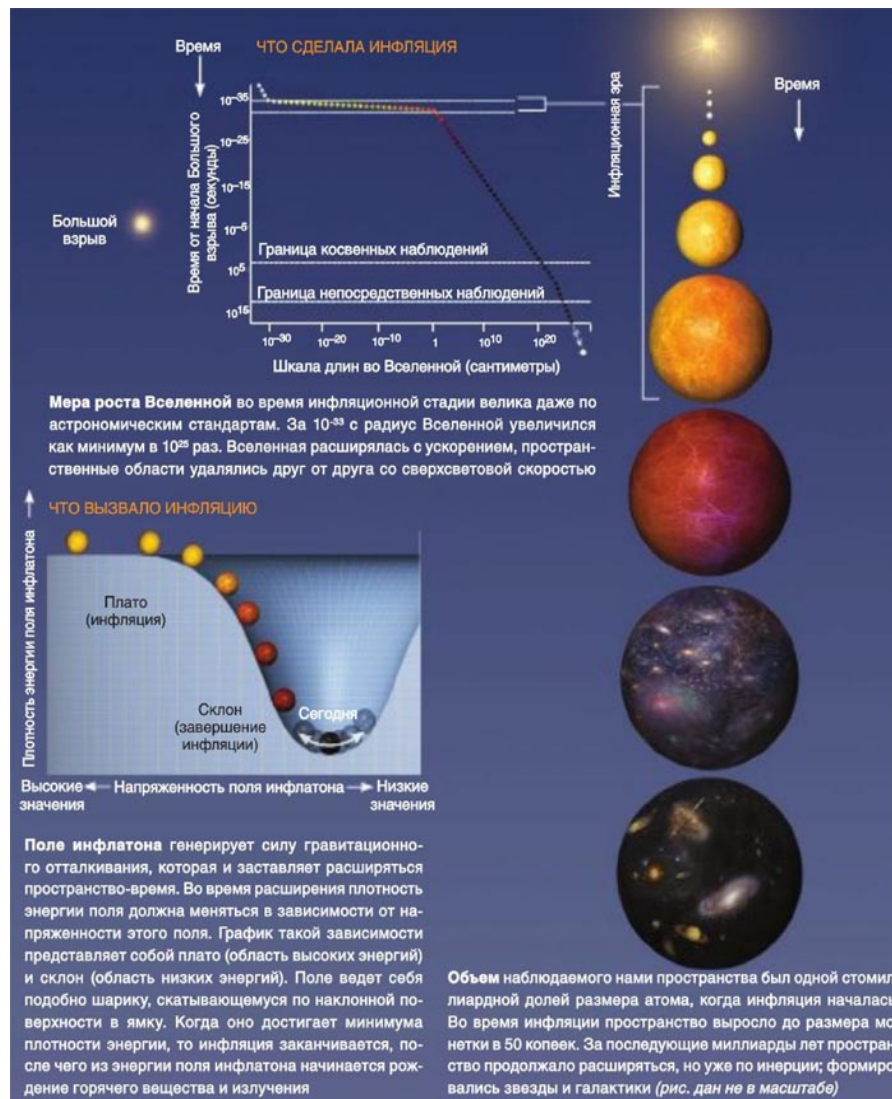 Время
ЧТО СДЕЛАЛА ИНФЛЯЦИЯ
Время от начала Большого
взрыва (секунды)
10⁻³⁵
10⁻²⁵
10⁻¹⁵
10⁻⁵
10⁵
10¹⁵
Большой
взрыв
Граница косвенных наблюдений
Граница непосредственных наблюдений
10⁻³⁰ 10⁻²⁰ 10⁻¹⁰ 1 10¹⁰ 10²⁰
Шкала длин во Вселенной (сантиметры)
Инфляционная эра
Время
Мера роста Вселенной во время инфляционной стадии велика даже по
астрономическим стандартам. За 10⁻³³ с радиус Вселенной увеличился
как минимум в 10²⁵ раз. Вселенная расширялась с ускорением, простран-
ственные области удалялись друг от друга со сверхсветовой скоростью
ЧТО ВЫЗВАЛО ИНФЛЯЦИЮ
Плотность энергии поля инфлатона
Плато
(инфляция)
Склон
(завершение
инфляции)
Сегодня
Высокие
значения
Напряженность поля инфлатона
Низкие
значения
Поле инфлатона генерирует силу гравитационно-
го отталкивания, которая и заставляет расширяться
пространство-время. Во время расширения плотность
энергии поля должна меняться в зависимости от на-
пряженности этого поля. График такой зависимости
представляет собой плато (область высоких энергий)
и склон (область низких энергий). Поле ведет себя
подобно шарику, скатывающемуся по наклонной по-
верхности в ямку. Когда оно достигает минимума
плотности энергии, то инфляция заканчивается, по-
сле чего из энергии поля инфлатона начинается рож-
дение горячего вещества и излучения
Объем наблюдаемого нами пространства был одной стомил
лиардной долей размера атома, когда инфляция началась
Во время инфляции пространство выросло до размера мо
нетки в 50 копеек. За последующие миллиарды лет простран
ство продолжало расширяться, но уже по инерции; формиро
вались звезды и галактики (рис. дан не в масштабе)